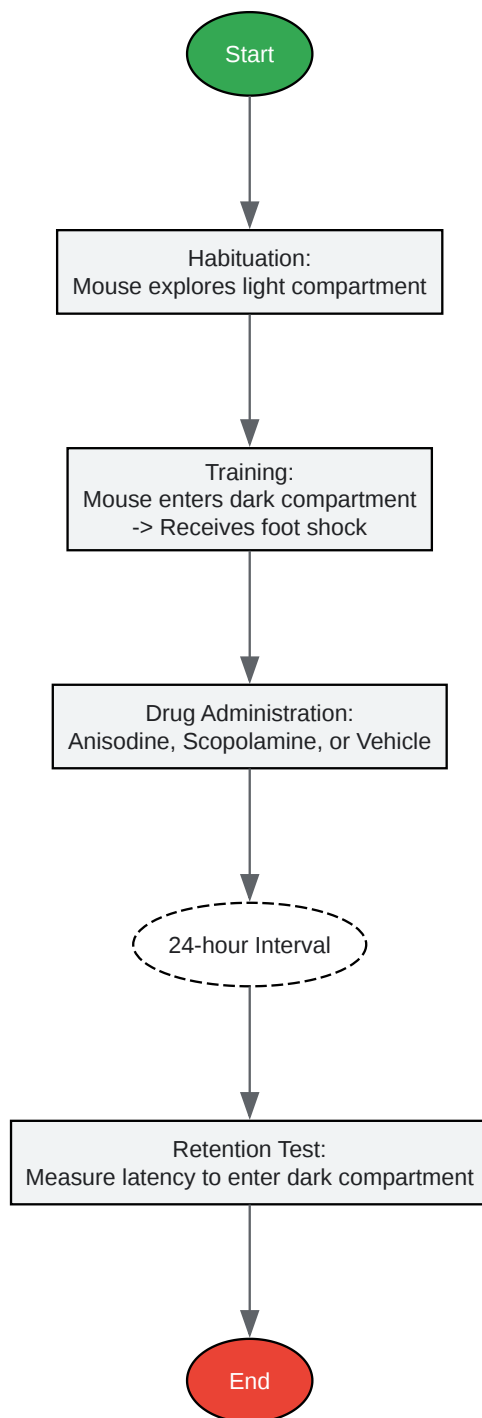 Start
Habituation:
Mouse explores light compartment
Training:
Mouse enters dark compartment
-> Receives foot shock
Drug Administration:
Anisodine, Scopolamine, or Vehicle
24-hour Interval
Retention Test:
Measure latency to enter dark compartment
End